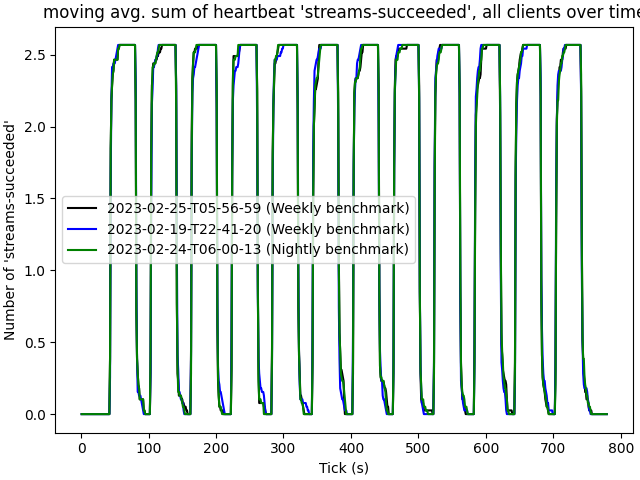 moving avg. sum of heartbeat 'streams-succeeded', all clients over time
Number of 'streams-succeeded'
2.5
2.0
1.5
1.0
0.5
0.0
2023-02-25-T05-56-59 (Weekly benchmark)
2023-02-19-T22-41-20 (Weekly benchmark)
2023-02-24-T06-00-13 (Nightly benchmark)
0 100 200 300 400 500 600 700 800
Tick (s)